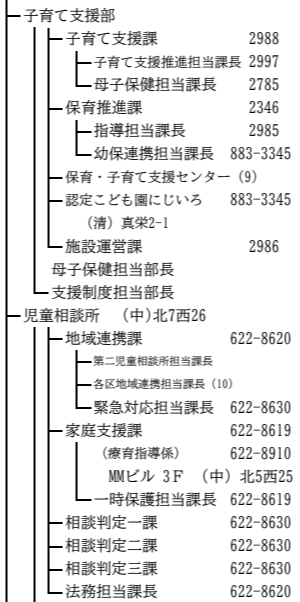 子育て支援部
子育て支援課 2988
子育て支援推進担当課長 2997
母子保健担当課長 2785
保育推進課 2346
指導担当課長 2985
幼保連携担当課長 883-3345
保育・子育て支援センター (9)
認定こども園にじいろ 883-3345
(清) 真栄2-1
施設運営課 2986
母子保健担当部長
支援制度担当部長
児童相談所 (中)北7西26
地域連携課 622-8620
第二児童相談所担当課長
各区地域連携担当課長 (10)
緊急対応担当課長 622-8630
家庭支援課 622-8619
(療育指導係) 622-8910
MMビル 3F (中) 北5西25
一時保護担当課長 622-8619
相談判定一課 622-8630
相談判定二課 622-8630
相談判定三課 622-8630
法務担当課長 622-8620